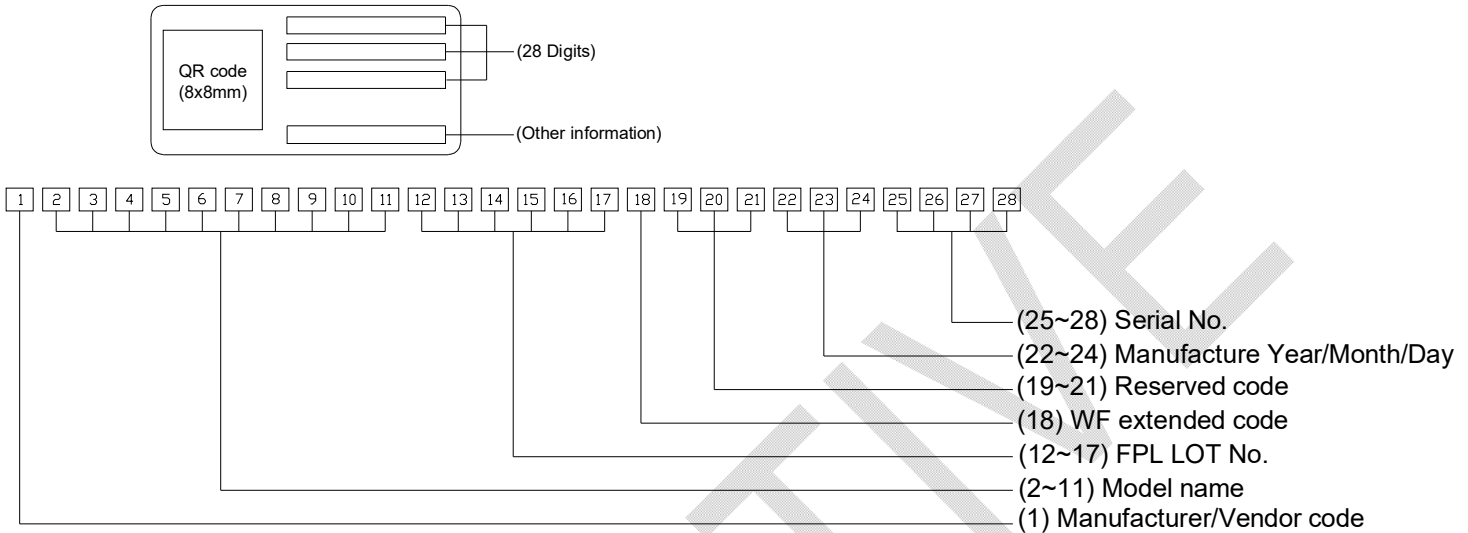 QR code
(8x8mm)
(28 Digits)
(Other information)
1 2 3 4 5 6 7 8 9 10 11 12 13 14 15 16 17 18 19 20 21 22 23 24 25 26 27 28
(25~28) Serial No.
(22~24) Manufacture Year/Month/Day
(19~21) Reserved code
(18) WF extended code
(12~17) FPL LOT No.
(2~11) Model name
(1) Manufacturer/Vendor code
TIVE